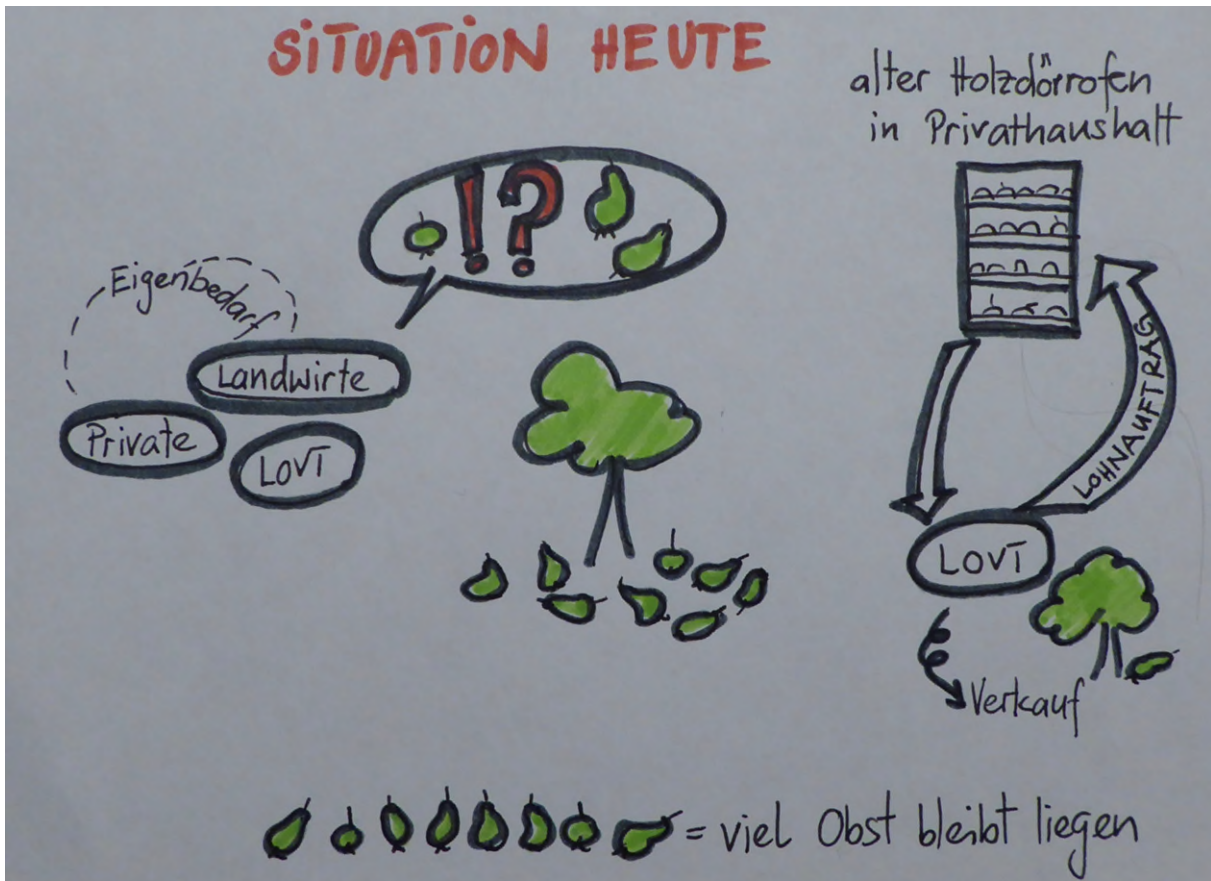 SiTUATiON HEUTE
alter Holzdörrofen
in Privathaushalt
!?
Eigenbedarf
Landwirte
Private
LOVT
LOHNAUFTRAG
LOVT
Verkauf
= viel Obst bleibt liegen